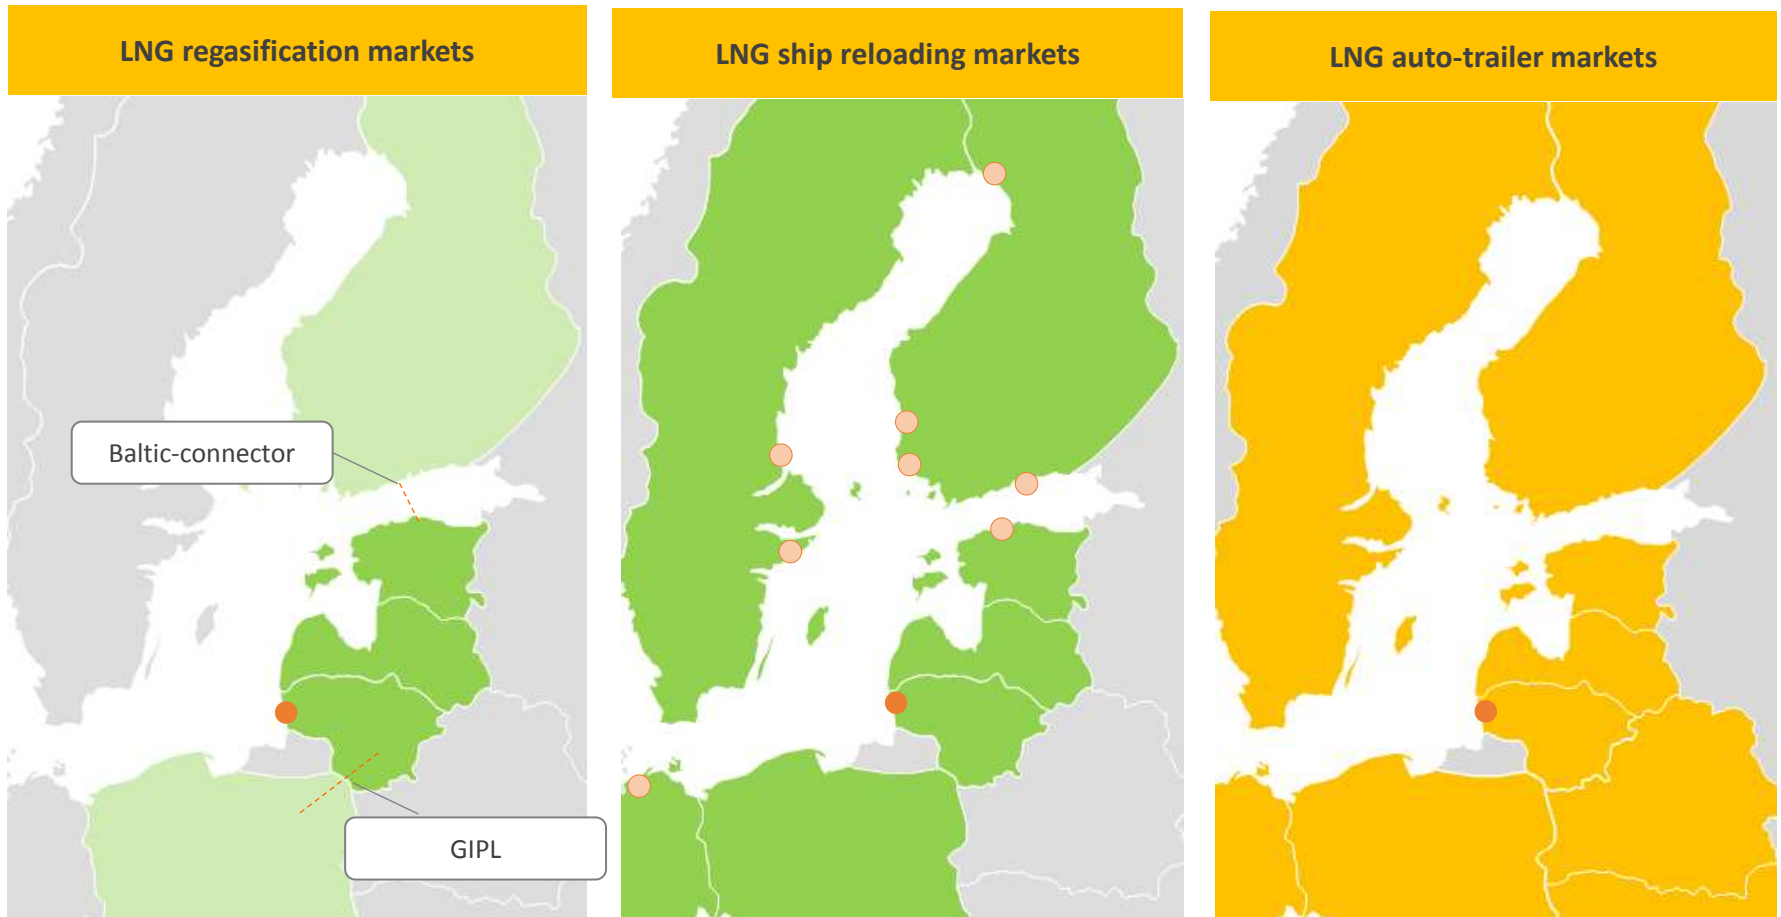 LNG regasification markets
LNG ship reloading markets
LNG auto-trailer markets
Baltic-connector
GIPL